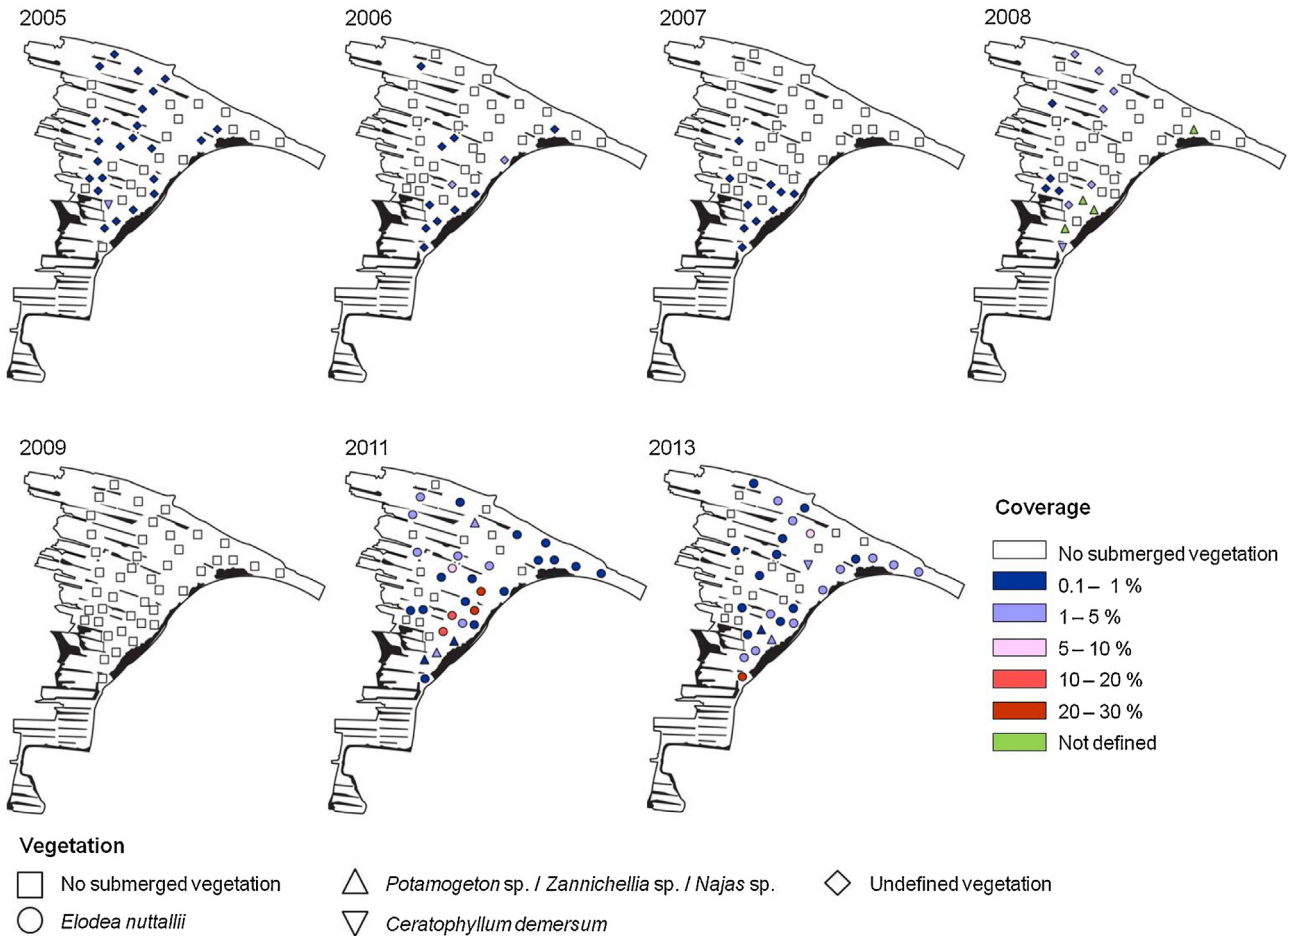 2005
2006
2007
2008
2009
2011
2013
Coverage
No submerged vegetation
0.1 – 1 %
1 – 5 %
5 – 10 %
10 – 20 %
20 – 30 %
Not defined
Vegetation
No submerged vegetation
Potamogeton sp. / Zannichellia sp. / Najas sp.
Undefined vegetation
Elodea nuttallii
Ceratophyllum demersum